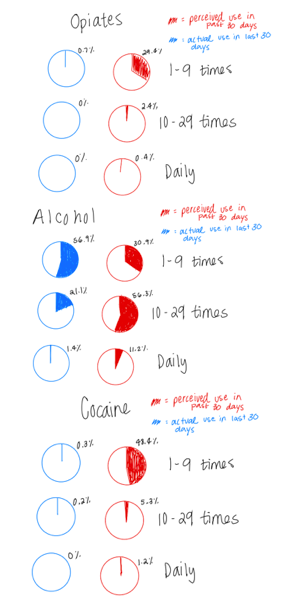 Opiates
= perceived use in past 30 days
= actual use in last 30 days
0.7%
29.4%
1-9 times
0%
2.4%
10-29 times
0%
0.4%
Daily
Alcohol
= perceived use in past 30 days
= actual use in last 30 days
56.9%
30.9%
1-9 times
21.1%
56.3%
10-29 times
1.4%
11.2%
Daily
Cocaine
= perceived use in past 30 days
= actual use in last 30 days
0.3%
1-9 times
0.2%
5.3%
10-29 times
0%
1.2%
Daily